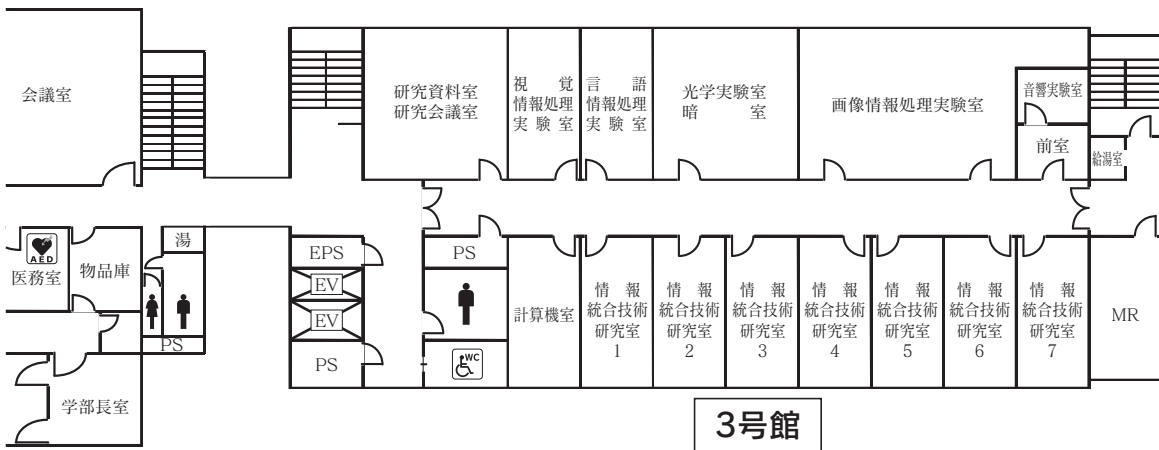 会議室
研究資料室
研究会議室
視覚
情報処理
実験室
言語
情報処理
実験室
光学実験室
暗室
画像情報処理実験室
音響実験室
前室
給湯室
AED
医務室
物品庫
湯
PS
学部長室
EPS
EV
EV
PS
PS
WC
計算機室
情報
統合技術
研究室
1
情報
統合技術
研究室
2
情報
統合技術
研究室
3
情報
統合技術
研究室
4
情報
統合技術
研究室
5
情報
統合技術
研究室
6
情報
統合技術
研究室
7
MR
3号館